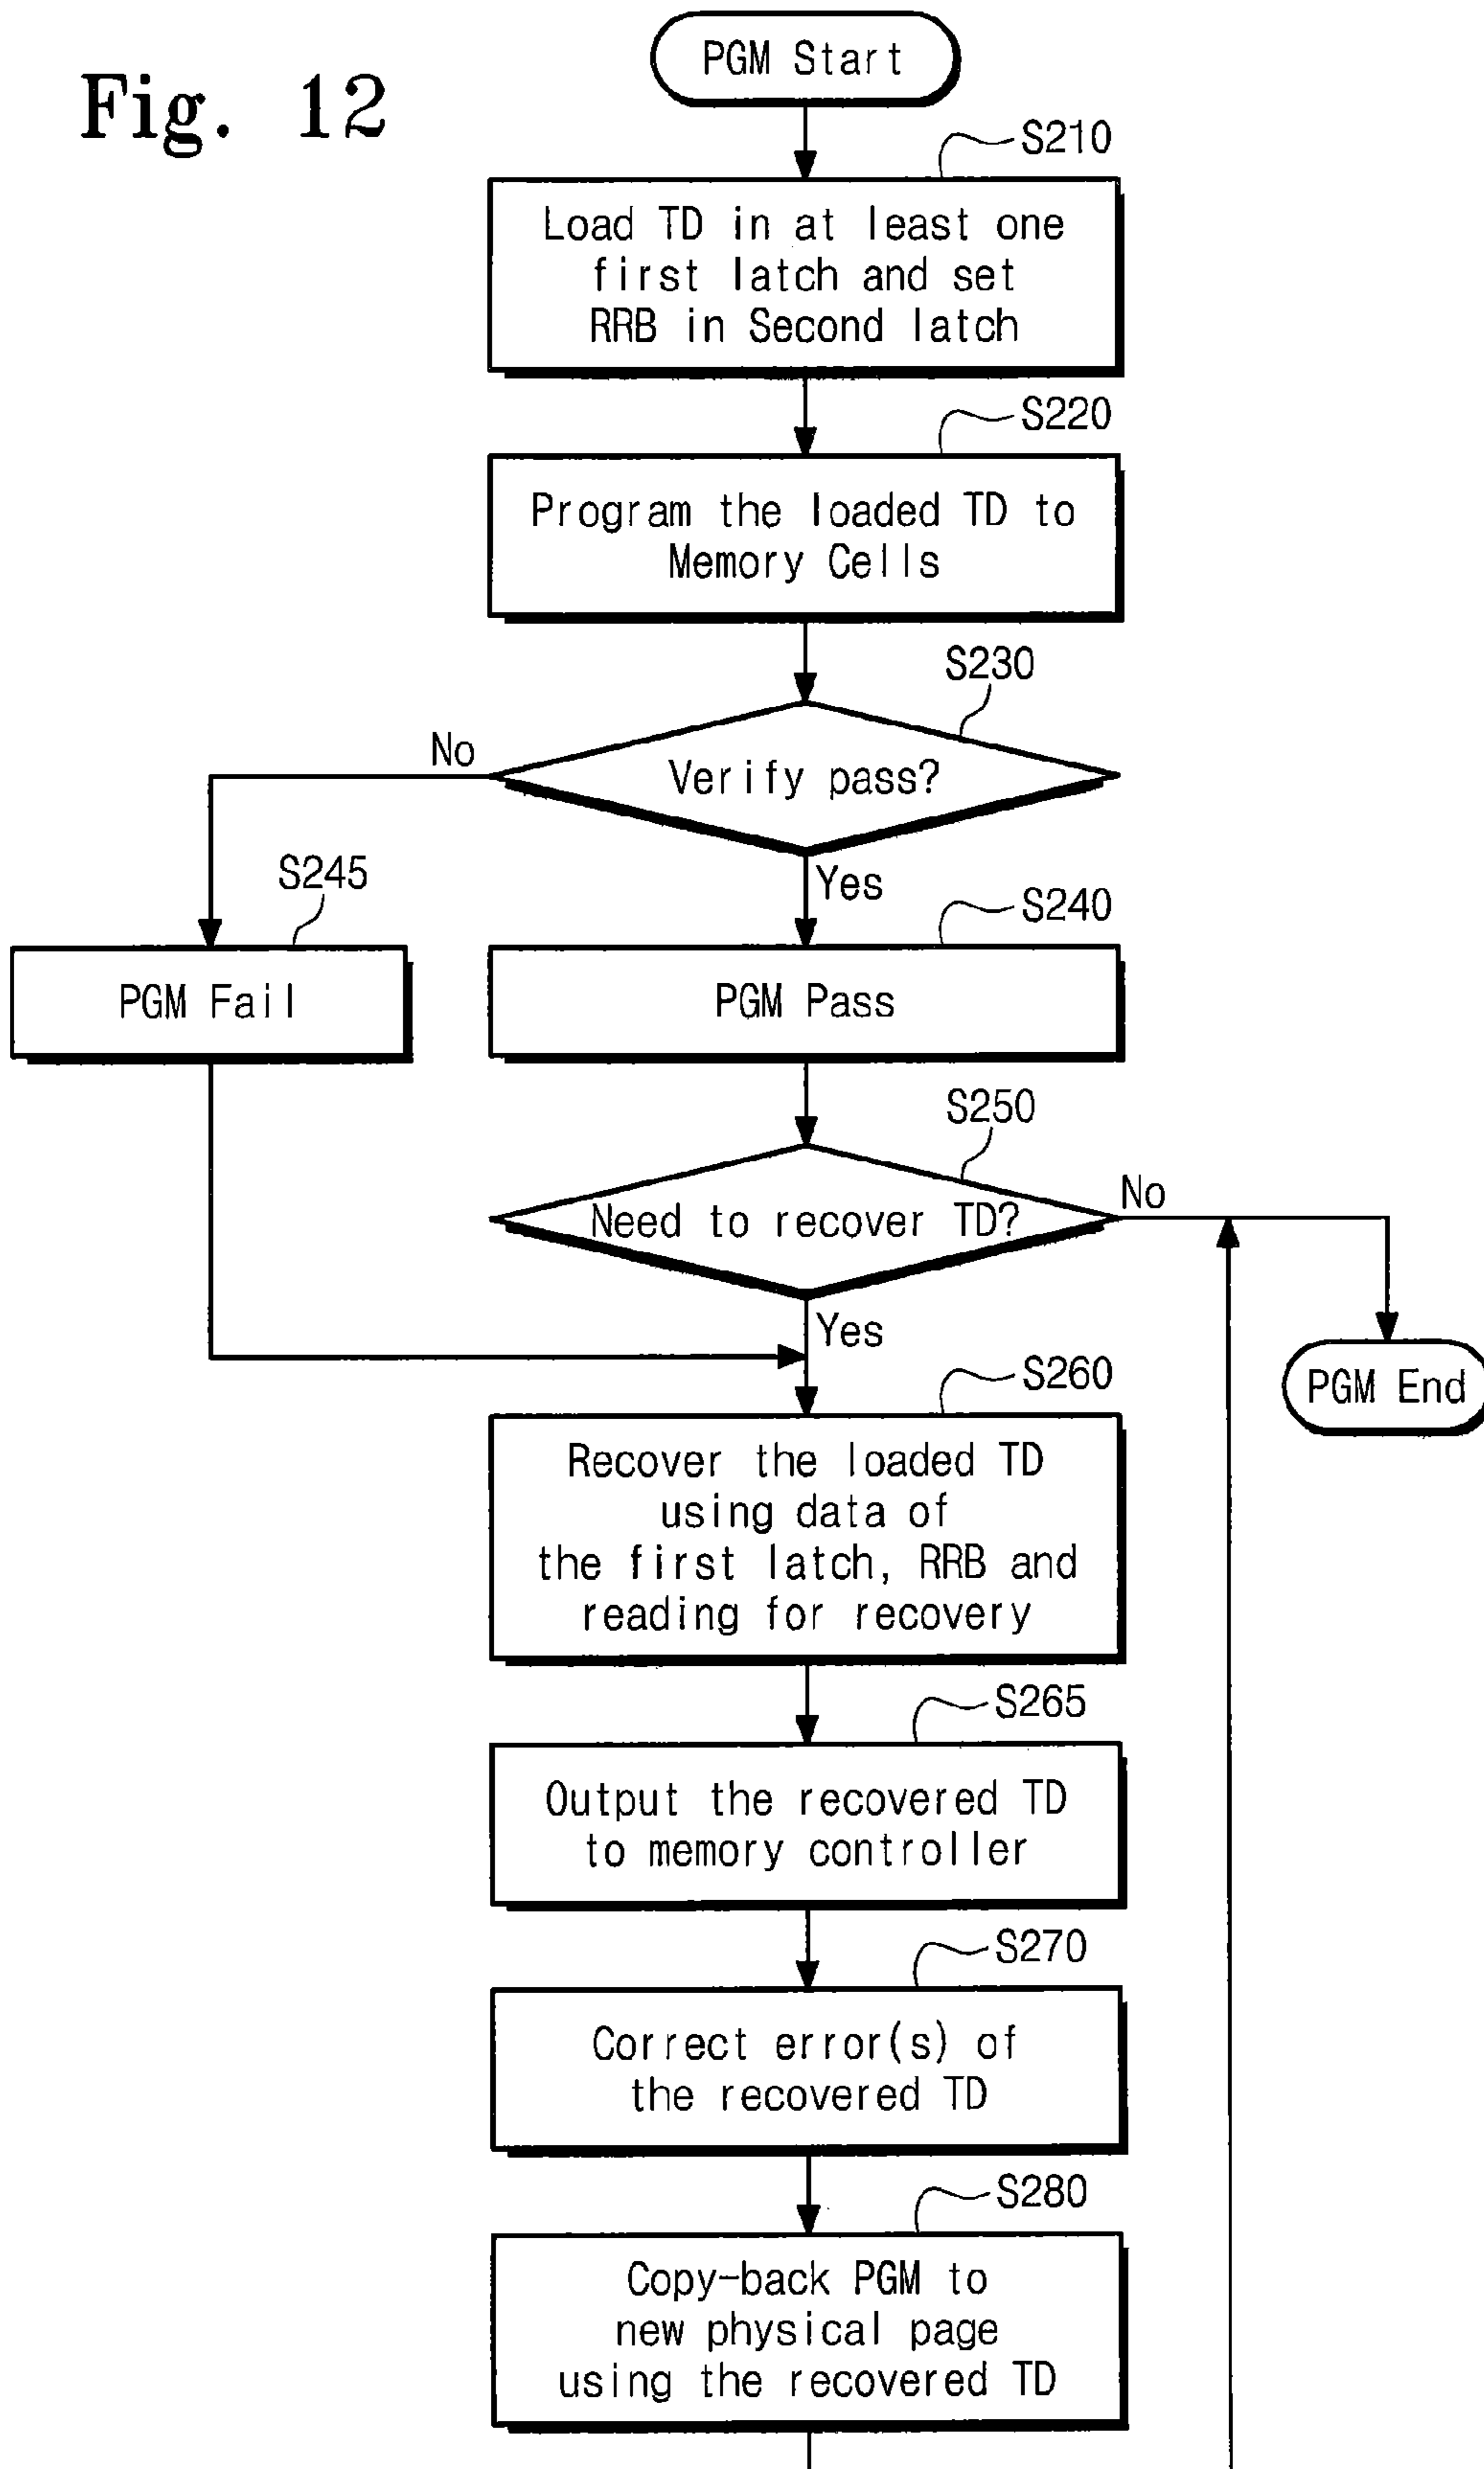 Fig. 12
PGM Start
S210
Load TD in at least one
first latch and set
RRB in Second latch
S220
Program the loaded TD to
Memory Cells
S230
No
Verify pass?
Yes
S245
S240
PGM Fail
PGM Pass
S250
No
Need to recover TD?
Yes
S260
PGM End
Recover the loaded TD
using data of
the first latch, RRB and
reading for recovery
S265
Output the recovered TD
to memory controller
S270
Correct error(s) of
the recovered TD
S280
Copy-back PGM to
new physical page
using the recovered TD